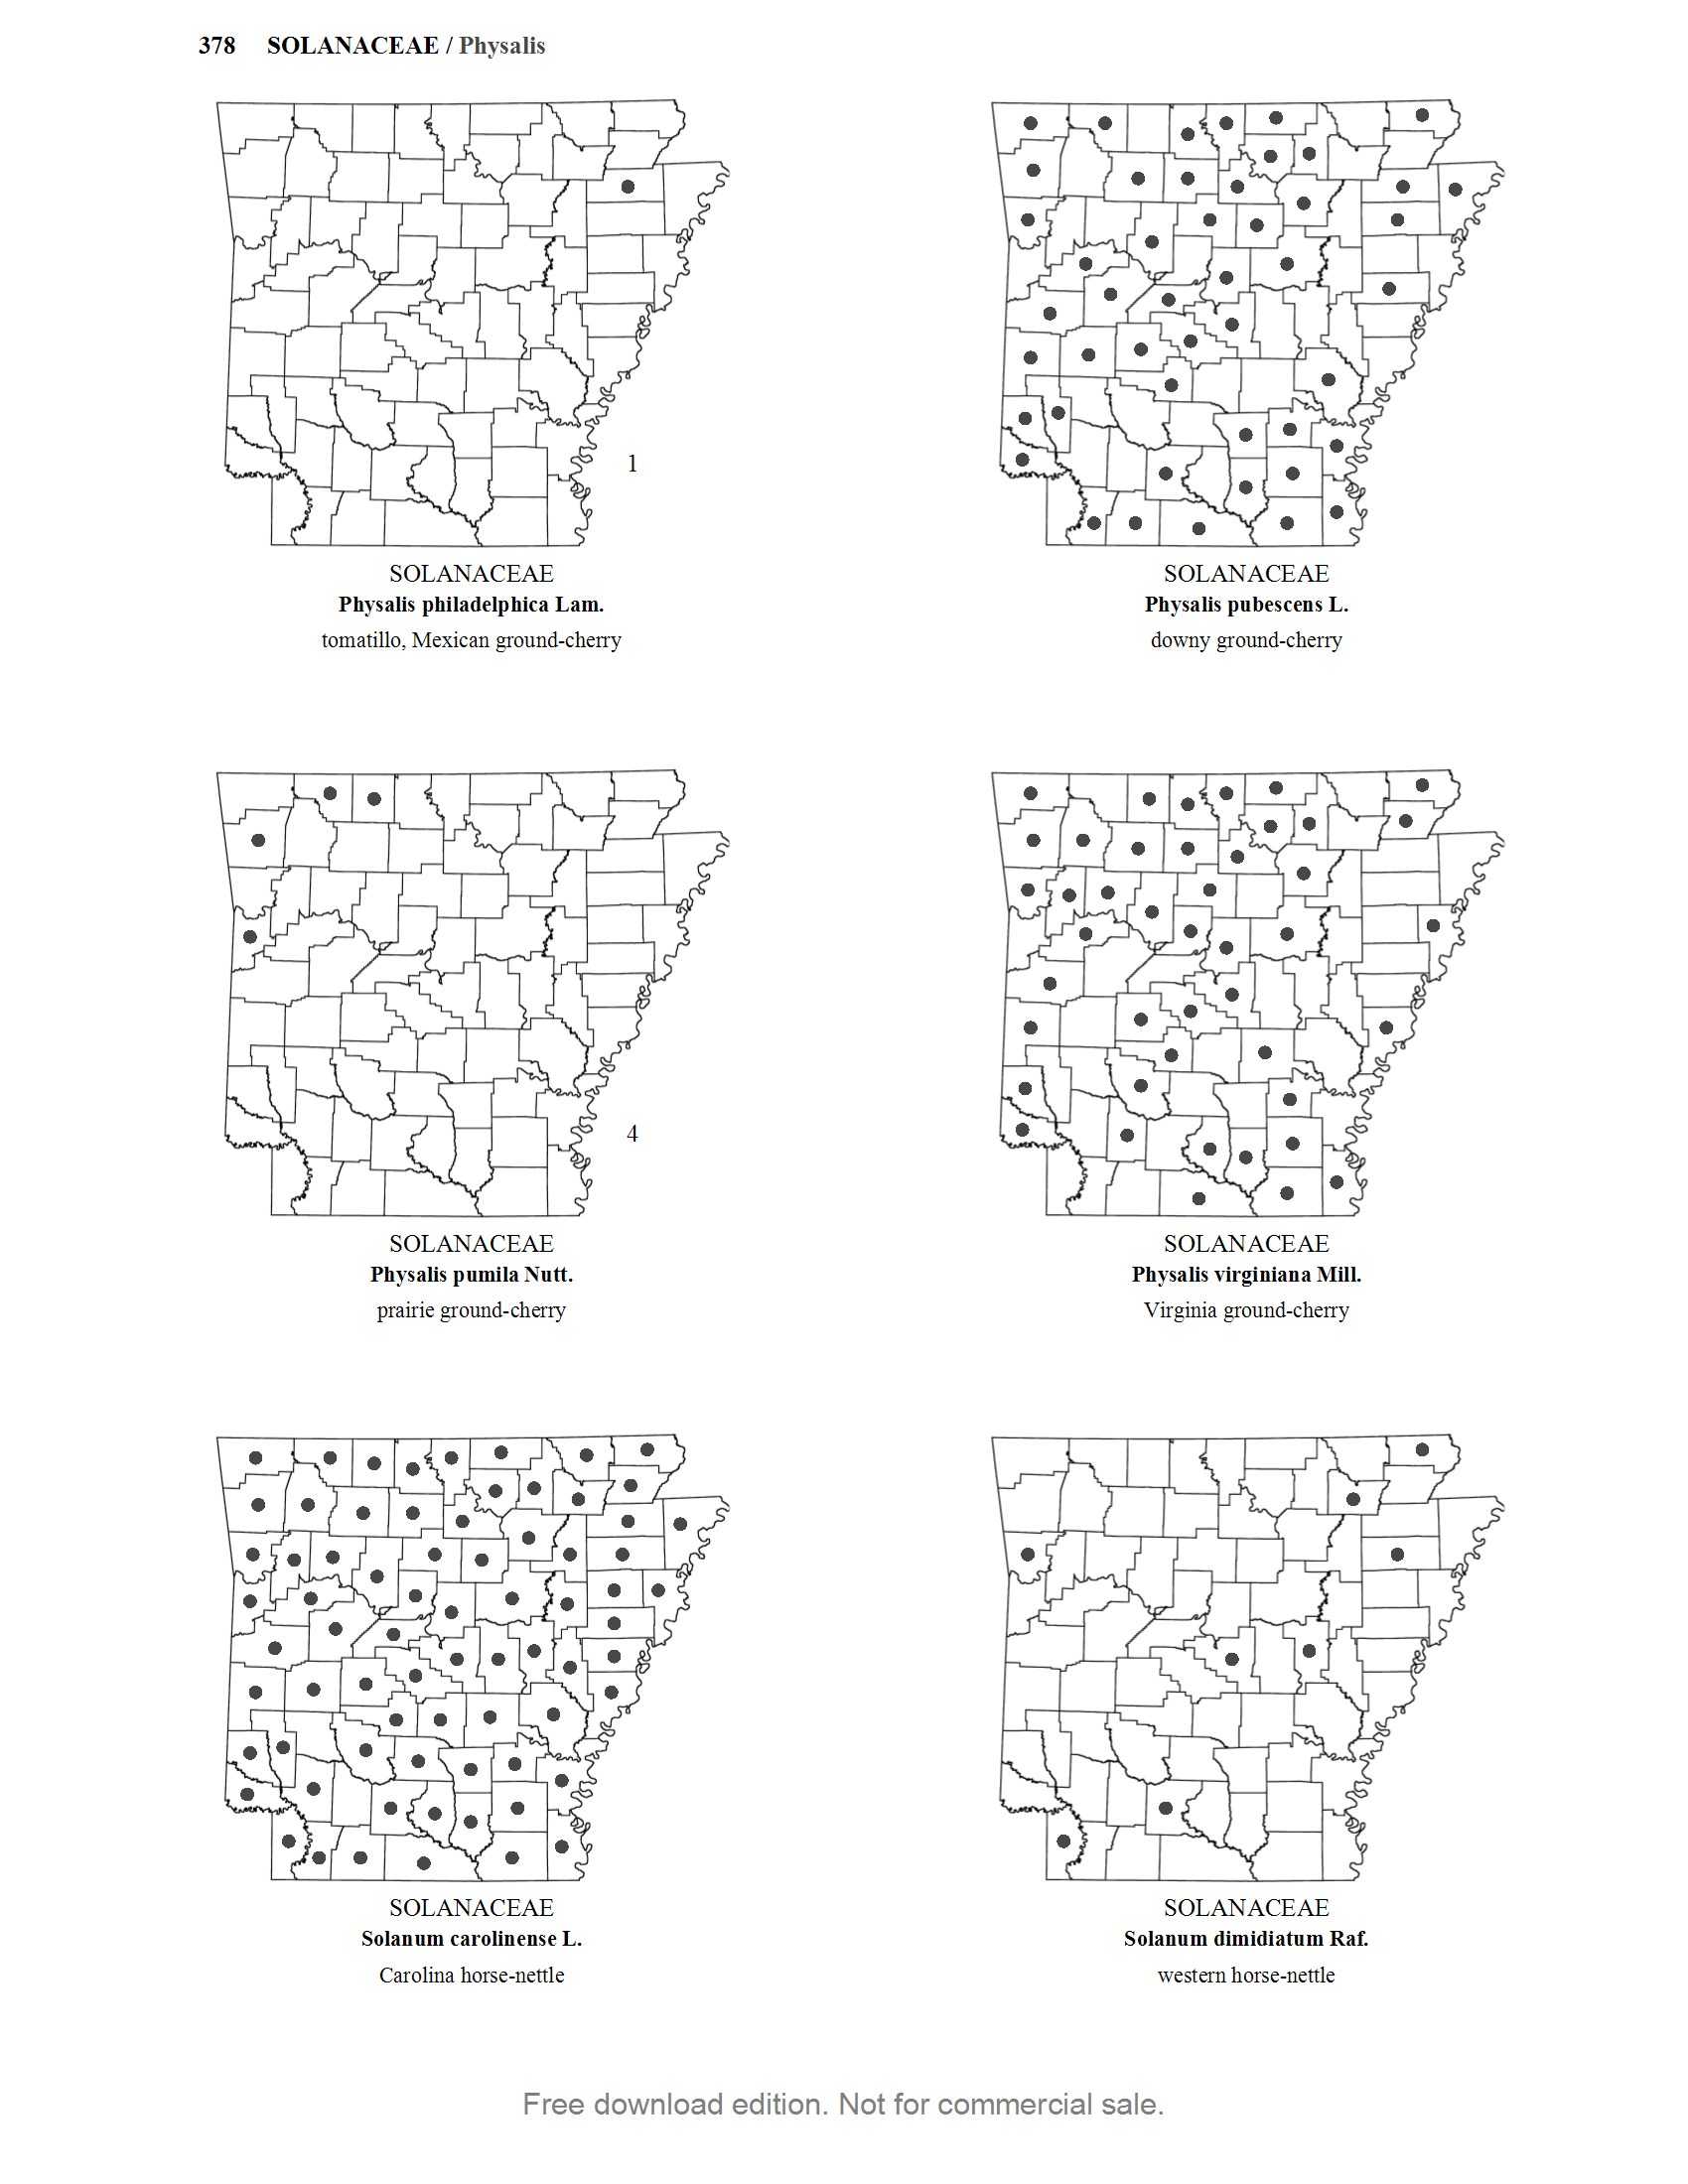 378 SOLANACEAE / Physalis
1
SOLANACEAE
Physalis philadelphica Lam.
tomatillo, Mexican ground-cherry
SOLANACEAE
Physalis pubescens L.
downy ground-cherry
4
SOLANACEAE
Physalis pumila Nutt.
prairie ground-cherry
SOLANACEAE
Physalis virginiana Mill.
Virginia ground-cherry
SOLANACEAE
Solanum carolinense L.
Carolina horse-nettle
SOLANACEAE
Solanum dimidiatum Raf.
western horse-nettle
Free download edition. Not for commercial sale.